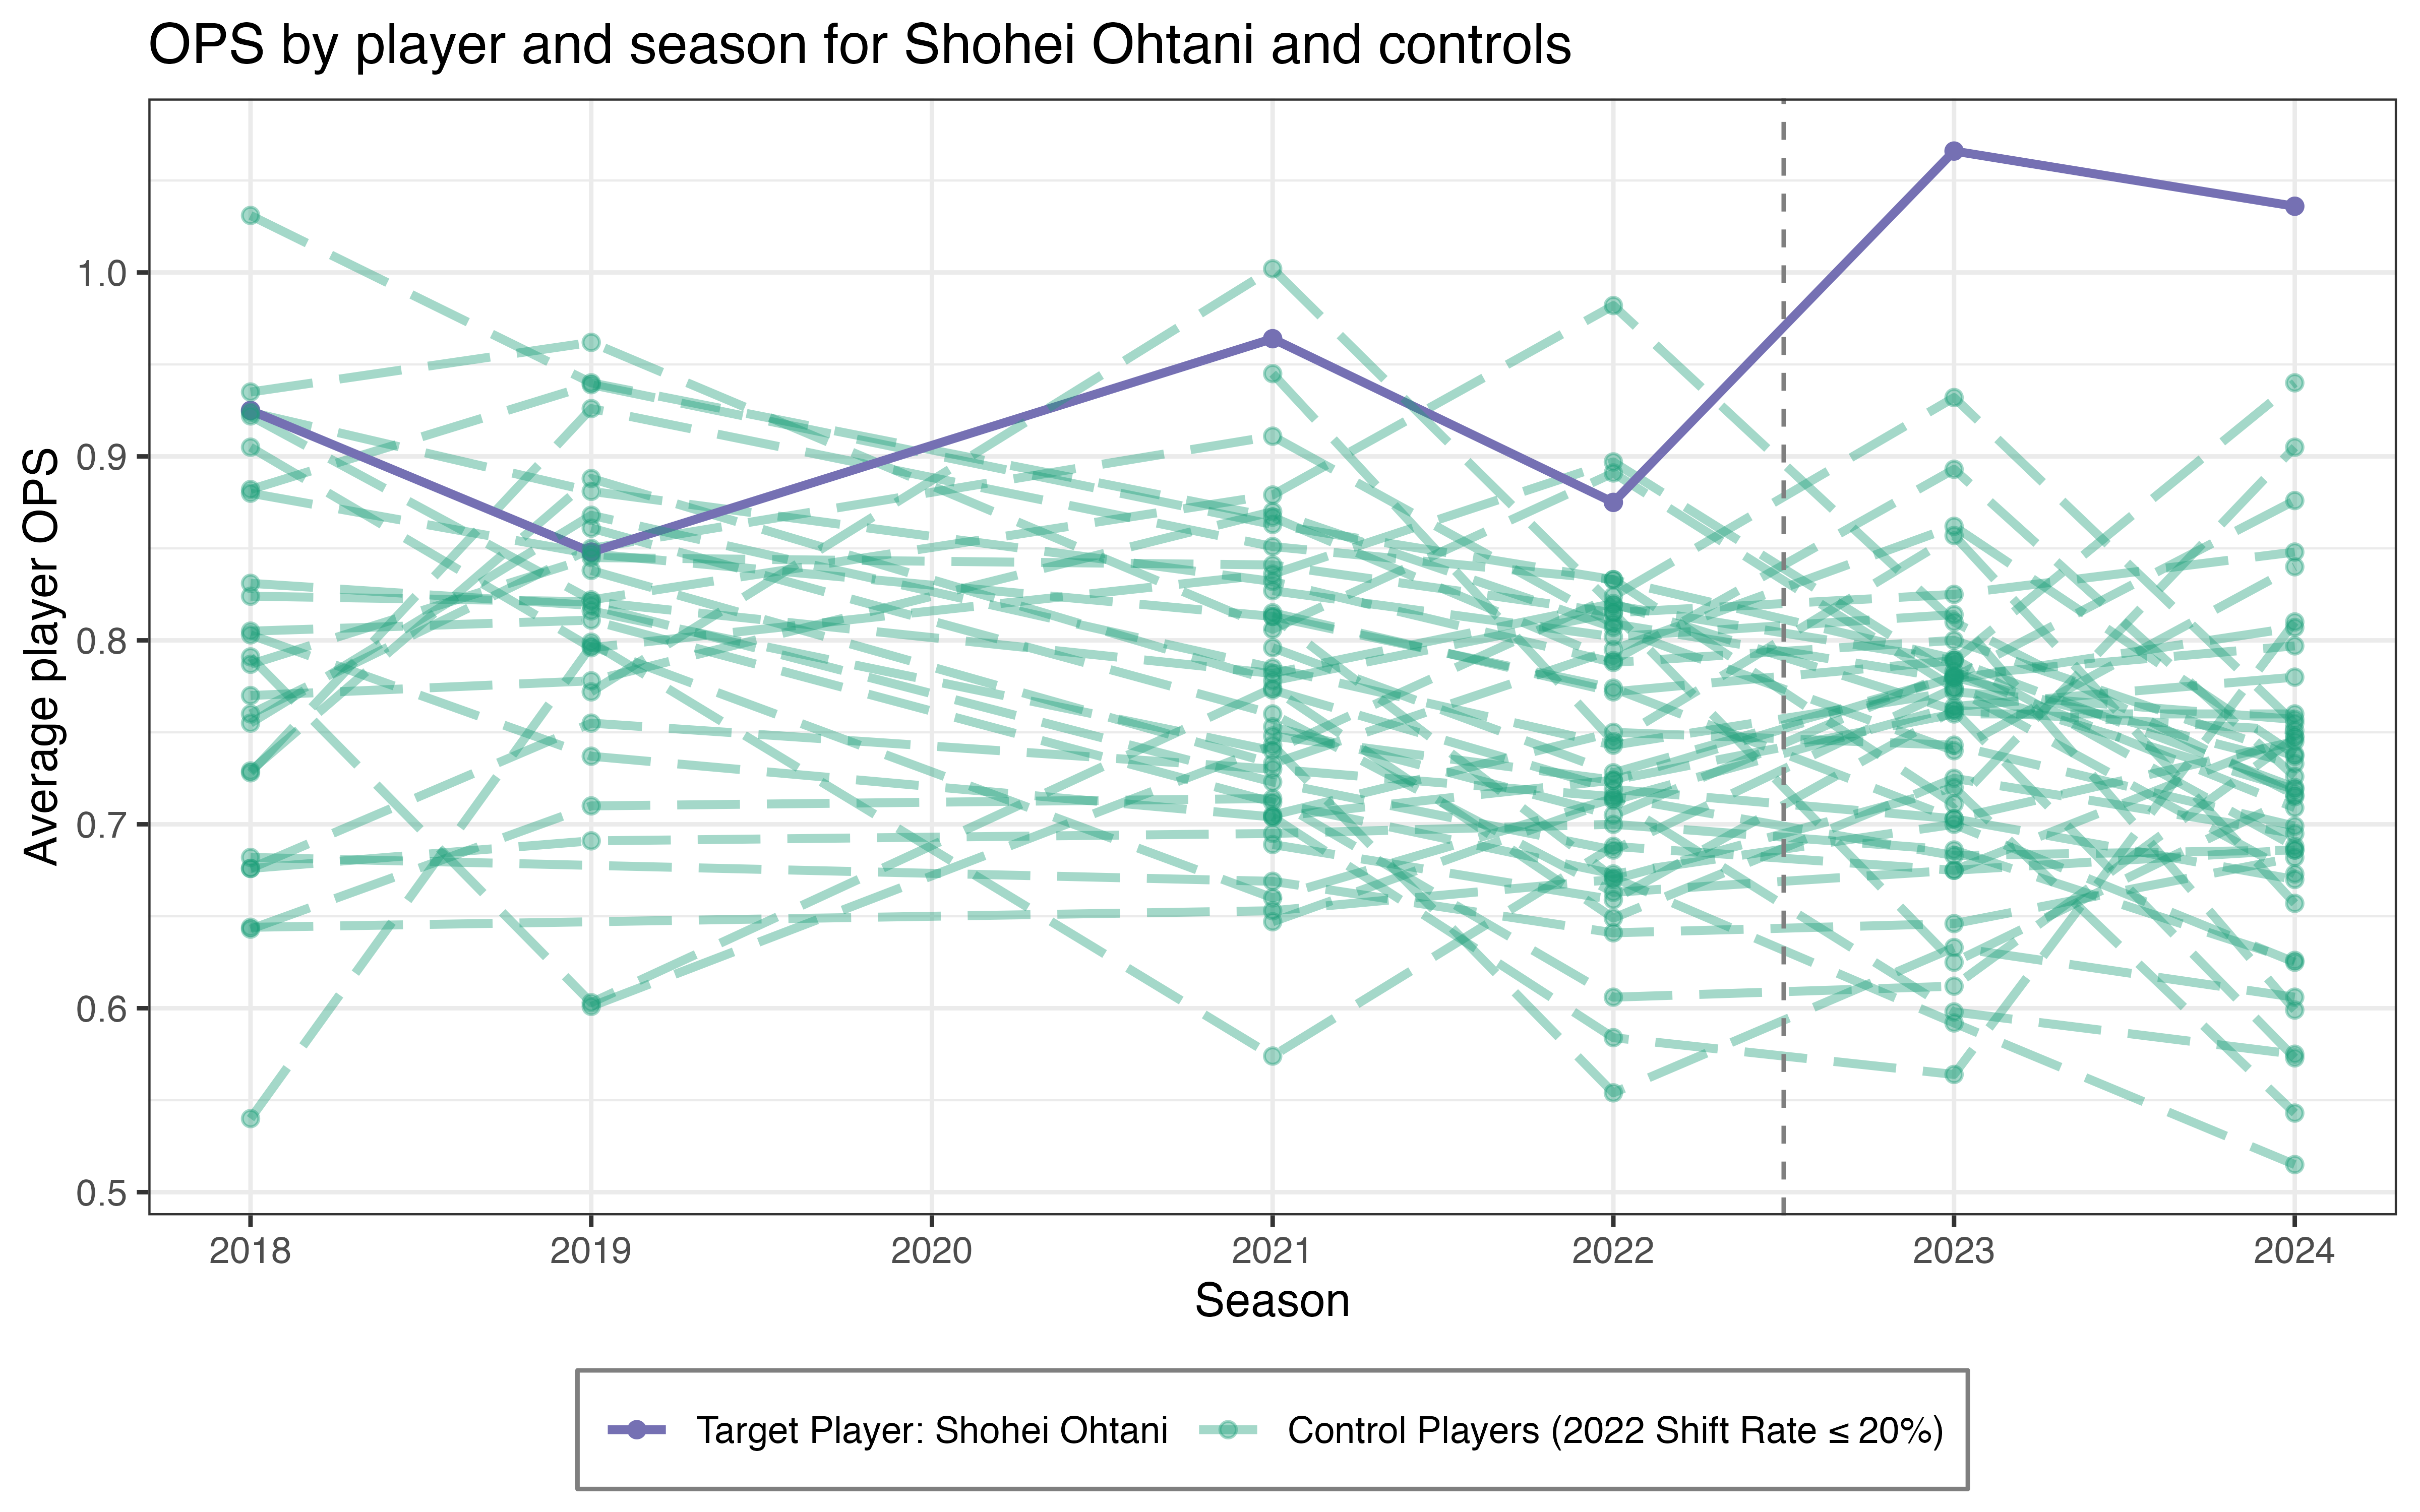 OPS by player and season for Shohei Ohtani and controls
Average player OPS
1.0
0.9
0.8
0.7
0.6
0.5
2018 2019 2020 2021 2022 2023 2024
Season
Target Player: Shohei Ohtani Control Players (2022 Shift Rate ≤ 20%)